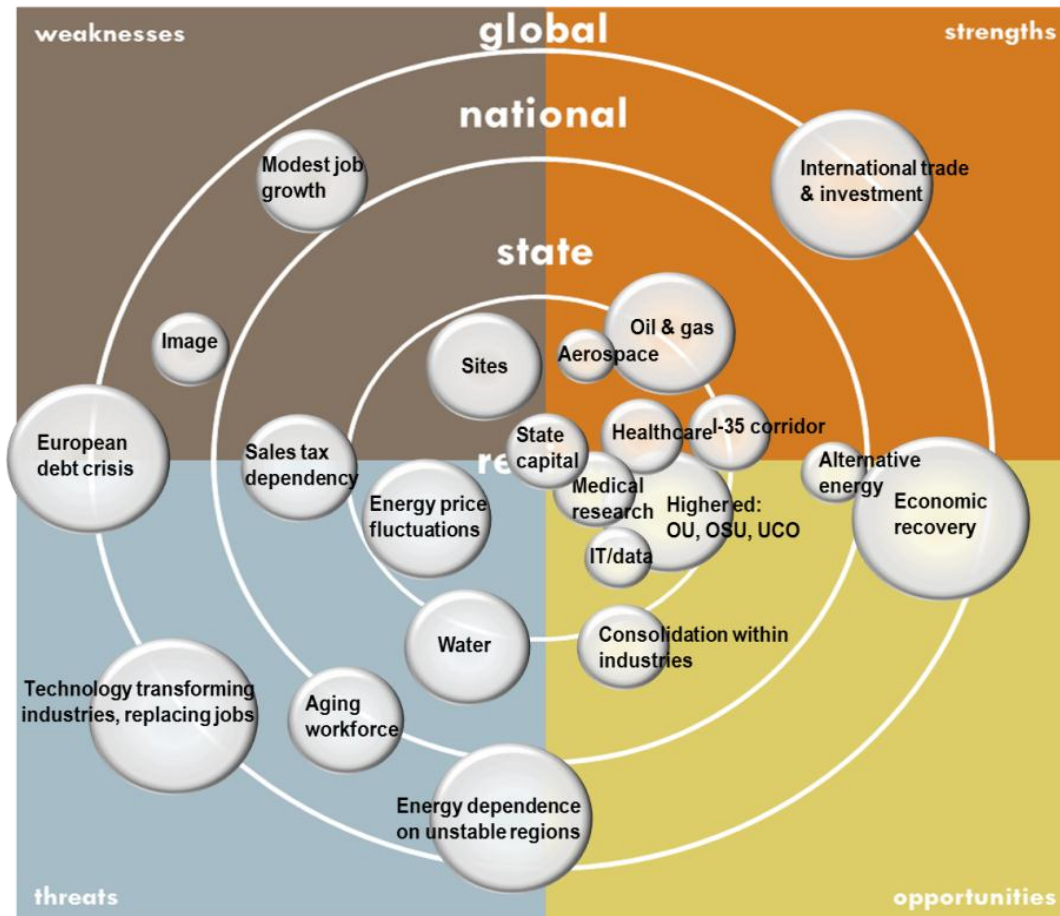 weaknesses
global
strengths
national
Modest job
growth
International trade
& investment
state
Oil & gas
Image
Aerospace
Sites
European
debt crisis
Sales tax
dependency
State
capital
Healthcare
I-35 corridor
Alternative
energy
Energy price
fluctuations
Medical
research
Higher ed:
OU, OSU, UCO
Economic
recovery
IT/data
Water
Consolidation within
industries
Technology transforming
industries, replacing jobs
Aging
workforce
Energy dependence
on unstable regions
threats
opportunities